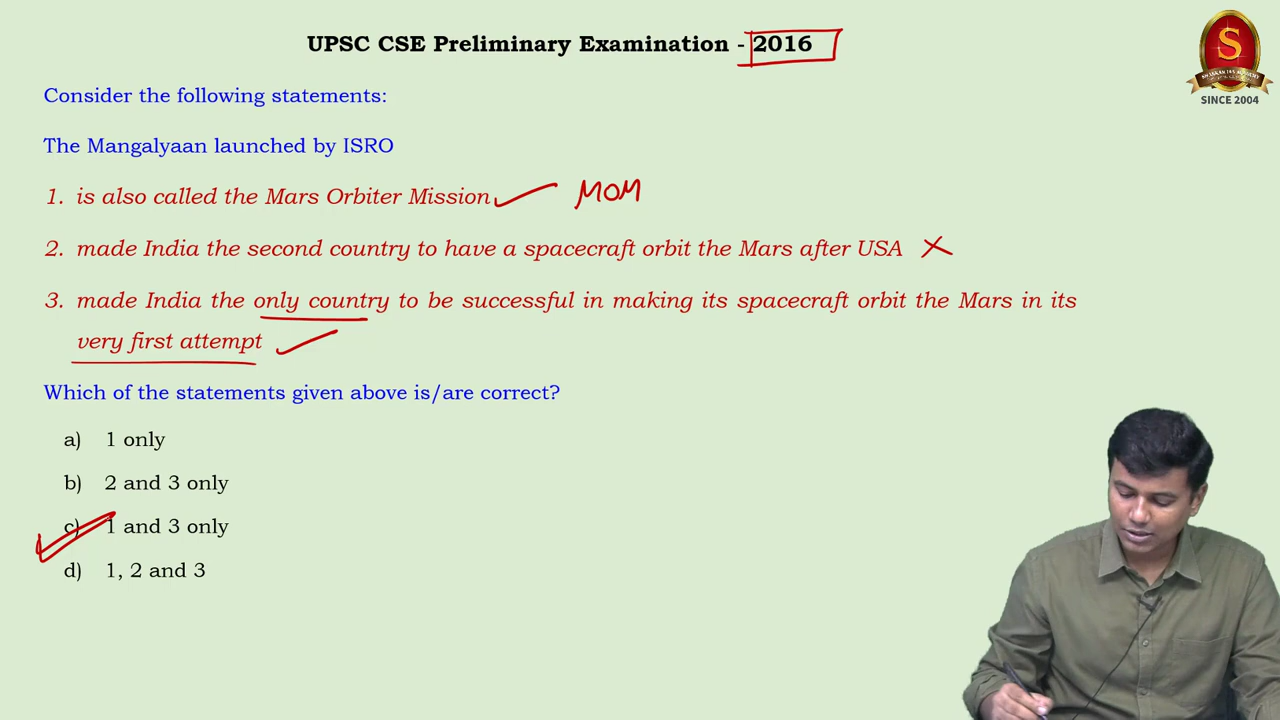 UPSC CSE Preliminary Examination - 2016
SINCE 2004
Consider the following statements:
The Mangalyaan launched by ISRO
1. is also called the Mars Orbiter Mission MOM
2. made India the second country to have a spacecraft orbit the Mars after USA
3. made India the only country to be successful in making its spacecraft orbit the Mars in its
very first attempt
Which of the statements given above is/are correct?
a) 1 only
b) 2 and 3 only
c) 1 and 3 only
d) 1, 2 and 3